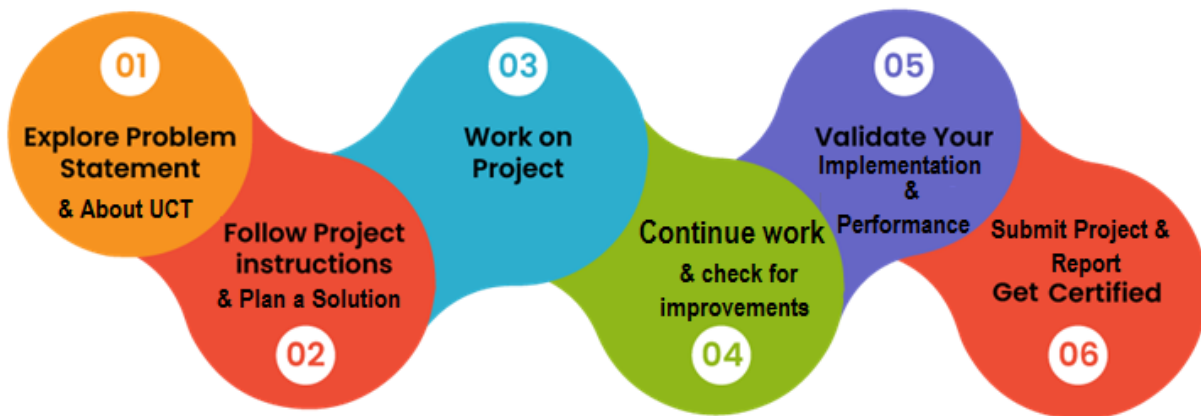 01
Explore Problem
Statement
& About UCT
Follow Project
instructions
& Plan a Solution
02
03
Work on
Project
Continue work
& check for
improvements
04
05
Validate Your
Implementation
&
Performance
Submit Project &
Report
Get Certified
06